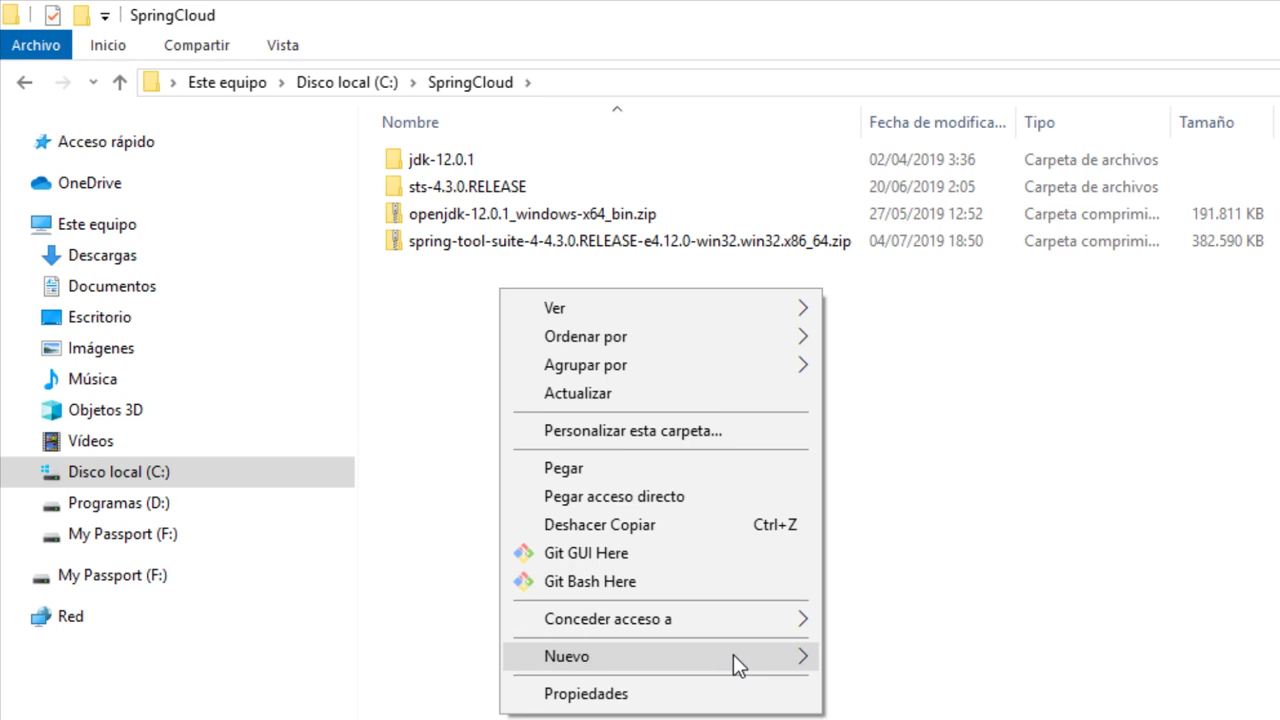 SpringCloud
Archivo Inicio Compartir Vista
Este equipo Disco local (C:) SpringCloud
Nombre Fecha de modifica... Tipo Tamaño
jdk-12.0.1 02/04/2019 3:36 Carpeta de archivos
sts-4.3.0.RELEASE 20/06/2019 2:05 Carpeta de archivos
openjdk-12.0.1_windows-x64_bin.zip 27/05/2019 12:52 Carpeta comprimi... 191.811 KB
spring-tool-suite-4-4.3.0.RELEASE-e4.12.0-win32.win32.x86_64.zip 04/07/2019 18:50 Carpeta comprimi... 382.590 KB
Acceso rápido
OneDrive
Este equipo
Descargas
Documentos
Escritorio
Imágenes
Música
Objetos 3D
Vídeos
Disco local (C:)
Programas (D:)
My Passport (F:)
My Passport (F:)
Red
Ver
Ordenar por
Agrupar por
Actualizar
Personalizar esta carpeta...
Pegar
Pegar acceso directo
Deshacer Copiar Ctrl+Z
Git GUI Here
Git Bash Here
Conceder acceso a
Nuevo
Propiedades